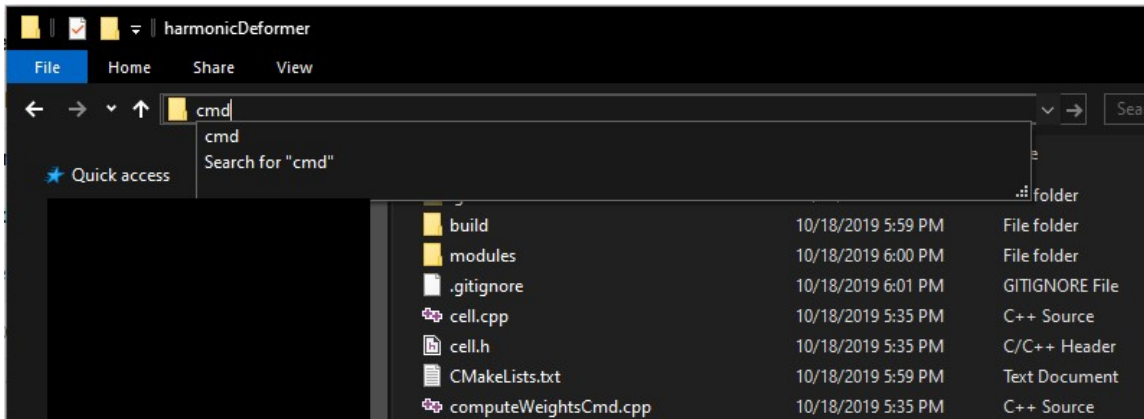 harmonicDeformer
File Home Share View
cmd
cmd
Search for "cmd"
Sea
Quick access
folder
build 10/18/2019 5:59 PM File folder
modules 10/18/2019 6:00 PM File folder
.gitignore 10/18/2019 6:01 PM GITIGNORE File
cell.cpp 10/18/2019 5:35 PM C++ Source
cell.h 10/18/2019 5:35 PM C/C++ Header
CMakeLists.txt 10/18/2019 5:59 PM Text Document
computeWeightsCmd.cpp 10/18/2019 5:35 PM C++ Source